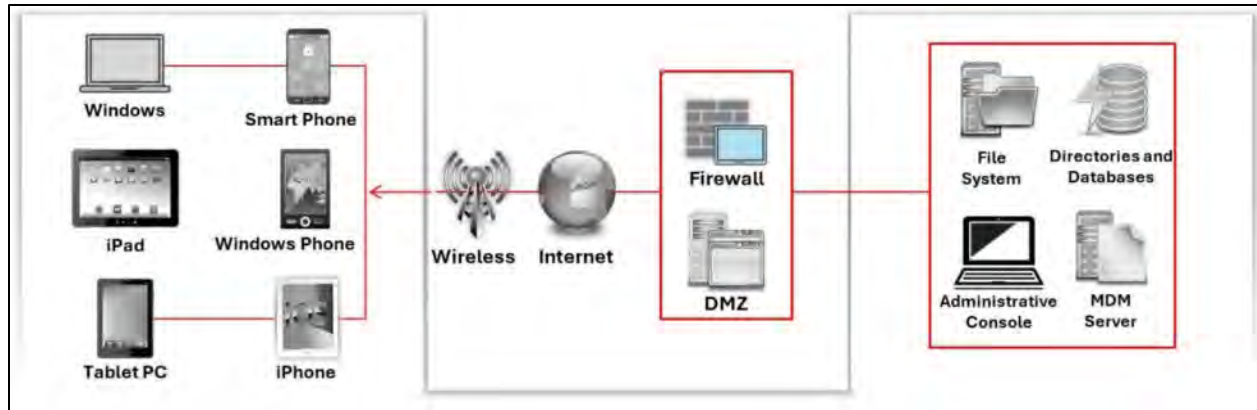 Windows
Smart Phone
iPad
Windows Phone
Tablet PC
iPhone
Wireless
Internet
Firewall
DMZ
File
System
Directories and
Databases
Administrative
Console
MDM
Server